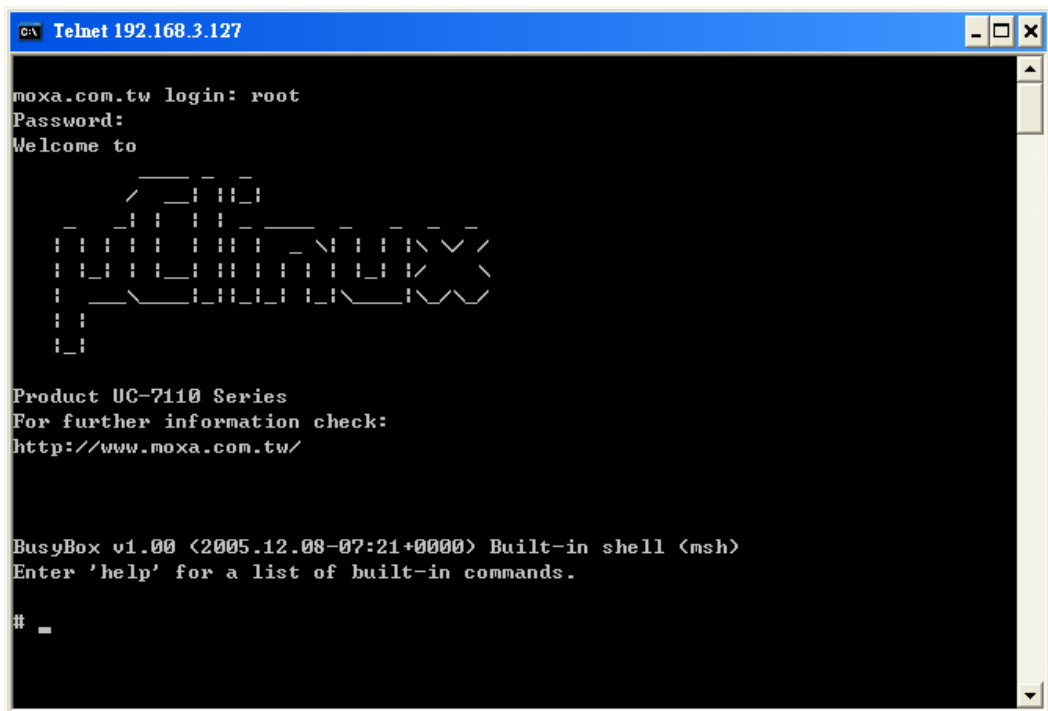 Telnet 192.168.3.127
moxa.com.tw login: root
Password:
Welcome to
µClinux
Product UC-7110 Series
For further information check:
http://www.moxa.com.tw/
BusyBox v1.00 (2005.12.08-07:21+0000) Built-in shell (msh)
Enter 'help' for a list of built-in commands.
# _